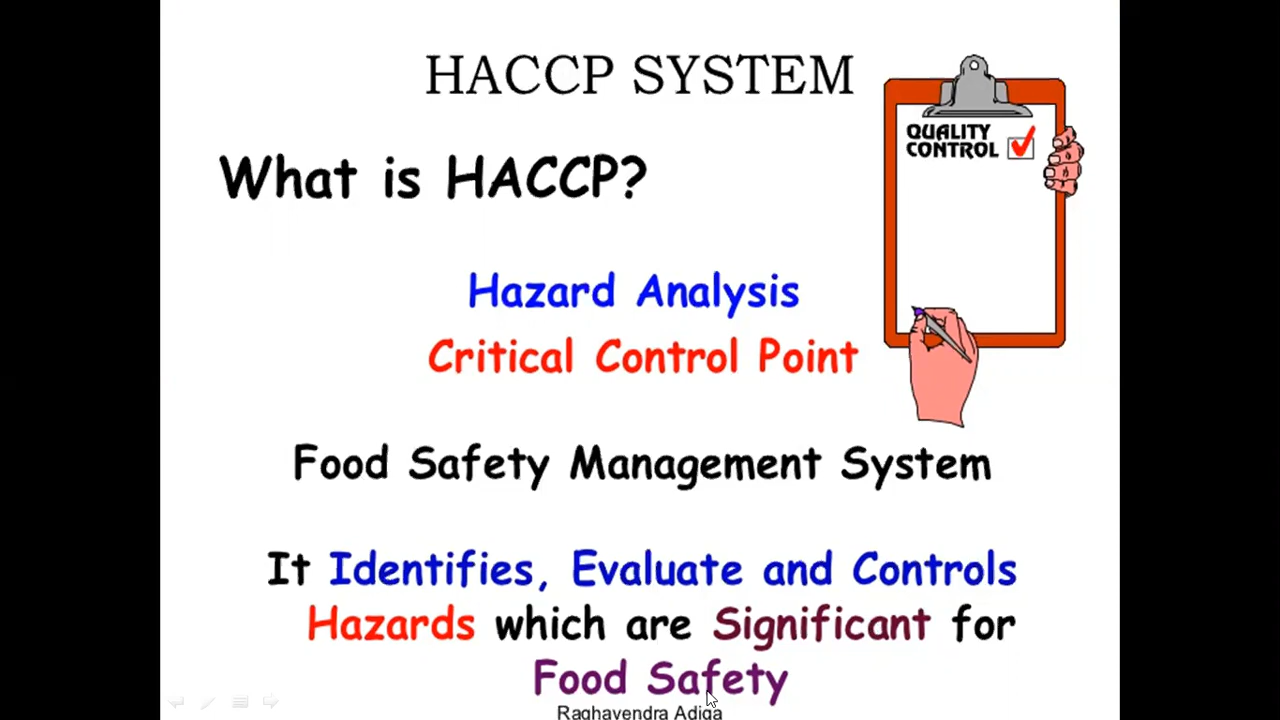 HACCP SYSTEM
QUALITY
CONTROL
What is HACCP?
Hazard Analysis
Critical Control Point
Food Safety Management System
It Identifies, Evaluate and Controls
Hazards which are Significant for
Food Safety
Raghavendra Adiga